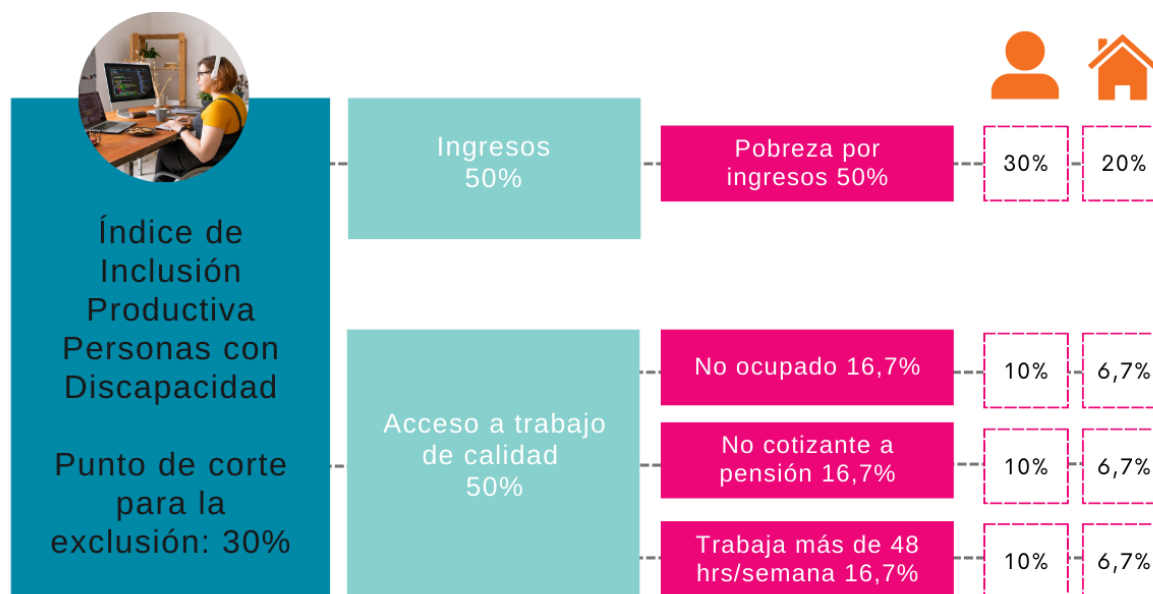 Índice de
Inclusión
Productiva
Personas con
Discapacidad
Punto de corte
para la
exclusión: 30%
Ingresos
50%
Pobreza por
ingresos 50%
30%
20%
Acceso a trabajo
de calidad
50%
No ocupado 16,7%
10%
6,7%
No cotizante a
pensión 16,7%
10%
6,7%
Trabaja más de 48
hrs/semana 16,7%
10%
6,7%